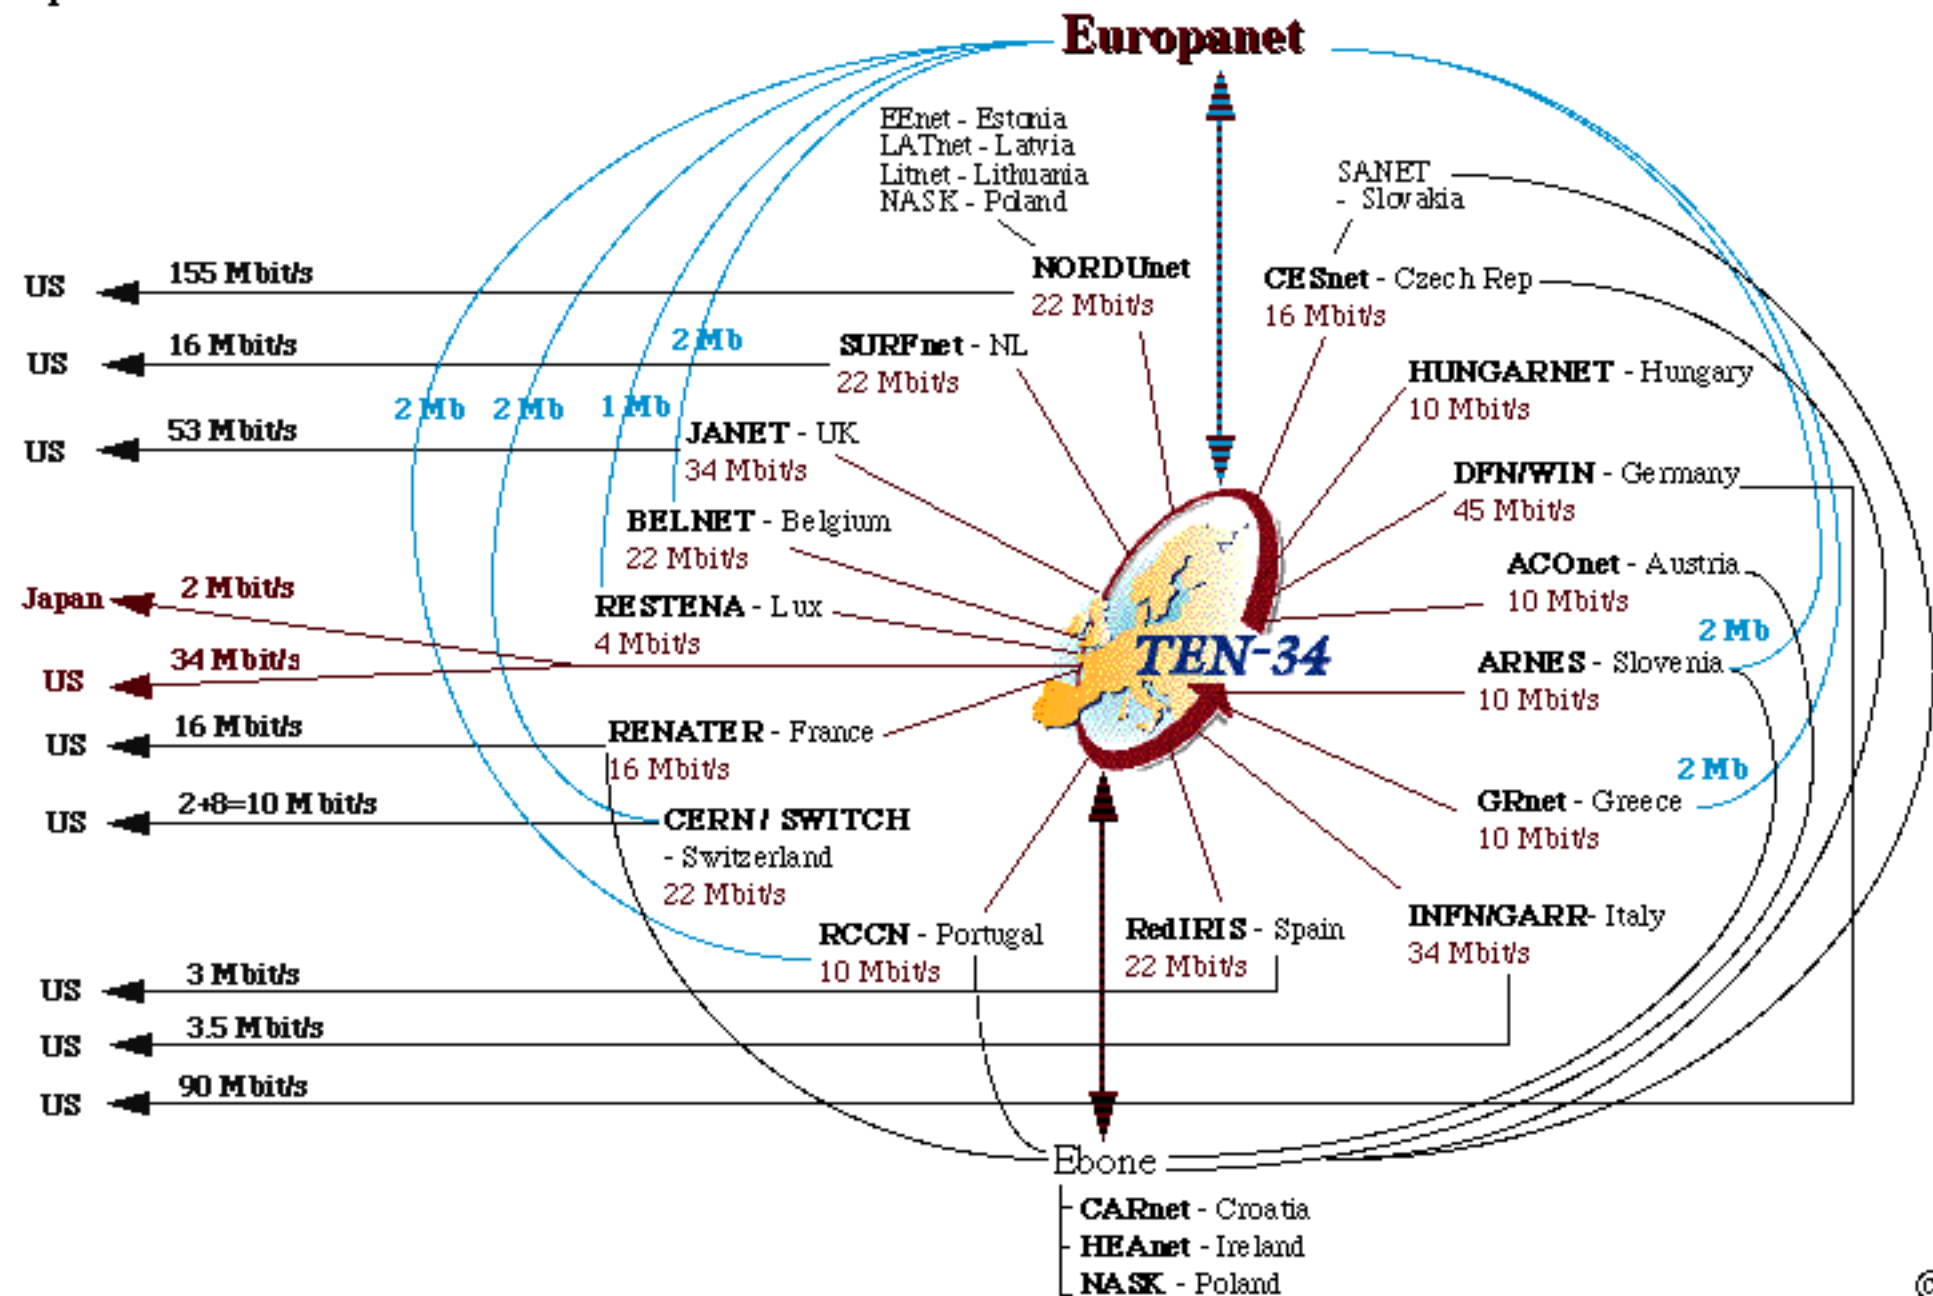 Europanet
EEnet - Estonia
LATnet - Latvia
Litnet - Lithuania
NASK - Poland
SANET
- Slovakia
NORDUnet
22 Mbit/s
CESnet - Czech Rep
16 Mbit/s
US
155 Mbit/s
US
16 Mbit/s
2 Mb
SURFnet - NL
22 Mbit/s
HUNGARNET - Hungary
10 Mbit/s
2 Mb
2 Mb
1 Mb
US
53 Mbit/s
JANET - UK
34 Mbit/s
DFN/WIN - Germany
45 Mbit/s
BELNET - Belgium
22 Mbit/s
ACOnet - Austria
10 Mbit/s
Japan
2 Mbit/s
RESTENA - Lux
4 Mbit/s
TEN-34
2 Mb
ARNES - Slovenia
10 Mbit/s
US
34 Mbit/s
US
16 Mbit/s
RENATER - France
16 Mbit/s
2 Mb
GRnet - Greece
10 Mbit/s
US
2+8=10 Mbit/s
CERN / SWITCH
- Switzerland
22 Mbit/s
RCCN - Portugal
10 Mbit/s
RedIRIS - Spain
22 Mbit/s
INFN/GARR- Italy
34 Mbit/s
US
3 Mbit/s
US
3.5 Mbit/s
US
90 Mbit/s
Ebone
CARnet - Croatia
HEAnet - Ireland
NASK - Poland